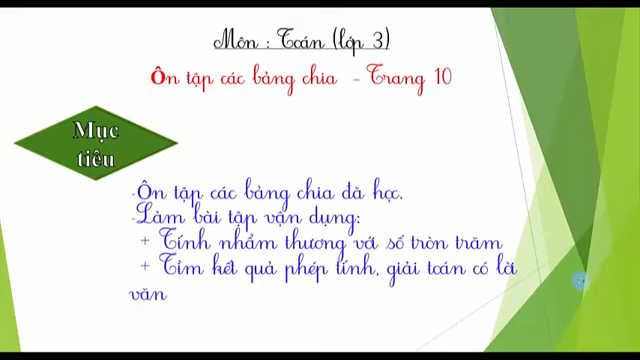 Môn : Toán (lớp 3)
Ôn tập các bảng chia - Trang 10
Mục
tiêu
-Ôn tập các bảng chia đã học.
-Làm bài tập vận dụng:
+ Tính nhẩm thương với số tròn trăm
+ Tìm kết quả phép tính, giải toán có lời
văn